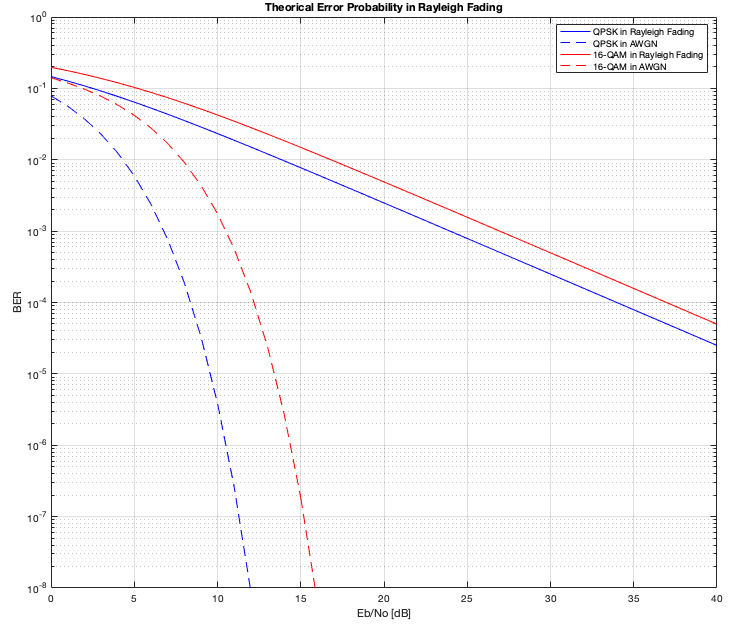 Theorical Error Probability in Rayleigh Fading
QPSK in Rayleigh Fading
QPSK in AWGN
16-QAM in Rayleigh Fading
16-QAM in AWGN
10^0
10^-1
10^-2
10^-3
10^-4
10^-5
10^-6
10^-7
10^-8
BER
0 5 10 15 20 25 30 35 40
Eb/No [dB]